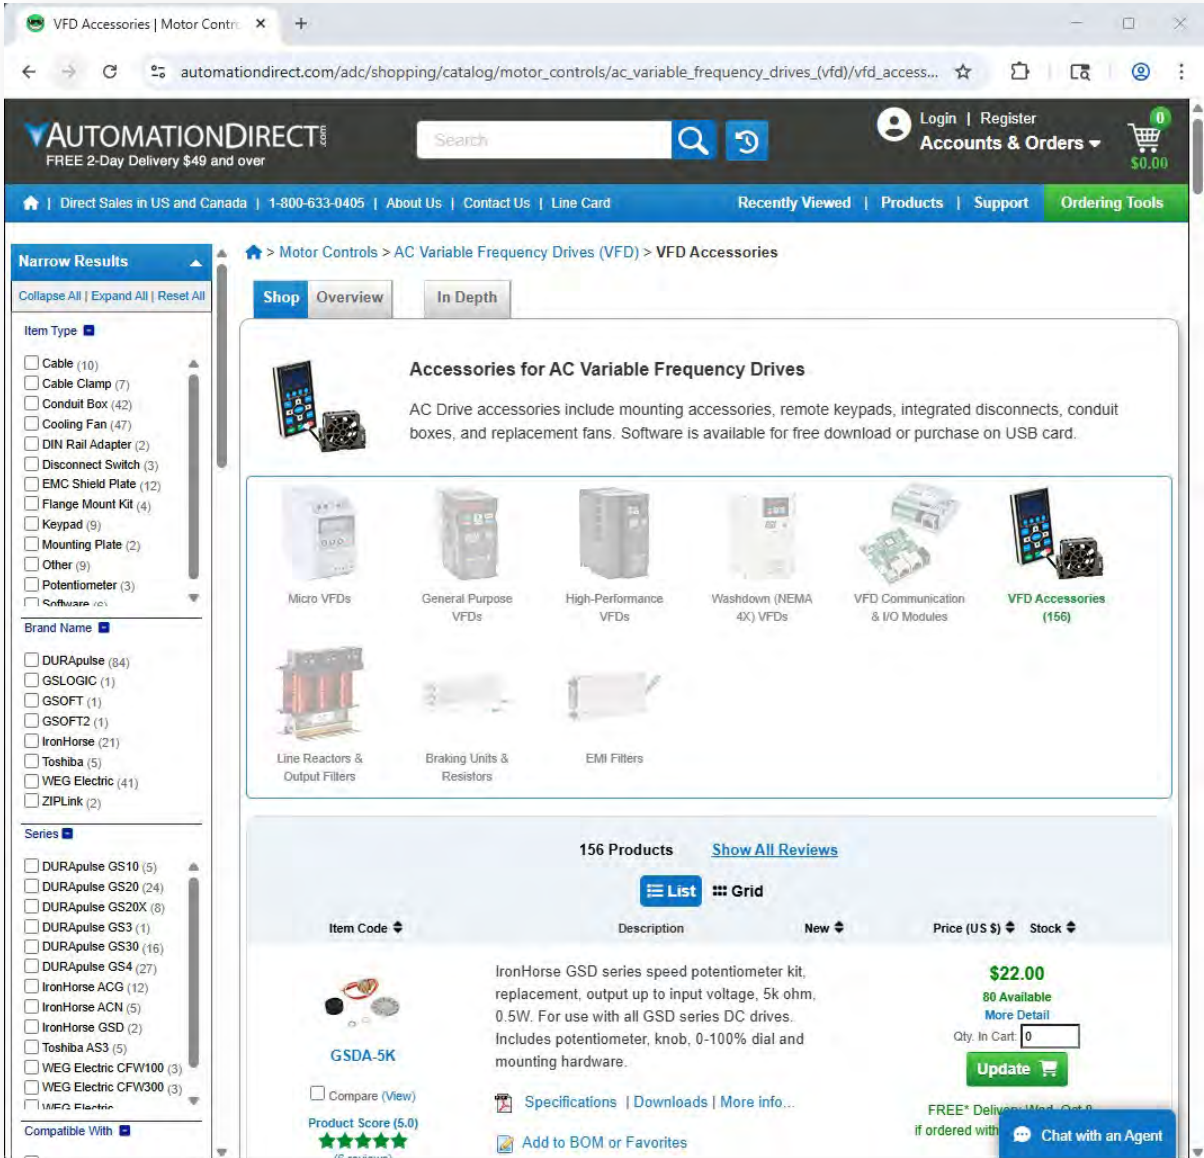 VFD Accessories | Motor Contr
automationdirect.com/adc/shopping/catalog/motor_controls/ac_variable_frequency_drives_(vfd)/vfd_access...
AUTOMATIONDIRECT.com
FREE 2-Day Delivery $49 and over
Search
Login | Register
Accounts & Orders
0
$0.00
Direct Sales in US and Canada | 1-800-633-0405 | About Us | Contact Us | Line Card
Recently Viewed | Products | Support
Ordering Tools
Narrow Results
Collapse All | Expand All | Reset All
Item Type
Cable (10)
Cable Clamp (7)
Conduit Box (42)
Cooling Fan (47)
DIN Rail Adapter (2)
Disconnect Switch (3)
EMC Shield Plate (12)
Flange Mount Kit (4)
Keypad (9)
Mounting Plate (2)
Other (9)
Potentiometer (3)
Software (6)
Brand Name
DURApulse (84)
GSLOGIC (1)
GSOFT (1)
GSOFT2 (1)
IronHorse (21)
Toshiba (5)
WEG Electric (41)
ZIPLink (2)
Series
DURApulse GS10 (5)
DURApulse GS20 (24)
DURApulse GS20X (8)
DURApulse GS3 (1)
DURApulse GS30 (16)
DURApulse GS4 (27)
IronHorse ACG (12)
IronHorse ACN (5)
IronHorse GSD (2)
Toshiba AS3 (5)
WEG Electric CFW100 (3)
WEG Electric CFW300 (3)
WEG Electric
Compatible With
> Motor Controls > AC Variable Frequency Drives (VFD) > VFD Accessories
Shop
Overview
In Depth
Accessories for AC Variable Frequency Drives
AC Drive accessories include mounting accessories, remote keypads, integrated disconnects, conduit
boxes, and replacement fans. Software is available for free download or purchase on USB card.
Micro VFDs
General Purpose
VFDs
High-Performance
VFDs
Washdown (NEMA
4X) VFDs
VFD Communication
& I/O Modules
VFD Accessories
(156)
Line Reactors &
Output Filters
Braking Units &
Resistors
EMI Filters
156 Products
Show All Reviews
List
Grid
Item Code
Description
New
Price (US $)
Stock
GSDA-5K
Compare (View)
Product Score (5.0)
(6 reviews)
IronHorse GSD series speed potentiometer kit,
replacement, output up to input voltage, 5k ohm,
0.5W. For use with all GSD series DC drives.
Includes potentiometer, knob, 0-100% dial and
mounting hardware.
Specifications | Downloads | More info...
Add to BOM or Favorites
$22.00
80 Available
More Detail
Qty. In Cart: 0
Update
FREE* Delivery Wed, Oct 8
if ordered with
Chat with an Agent